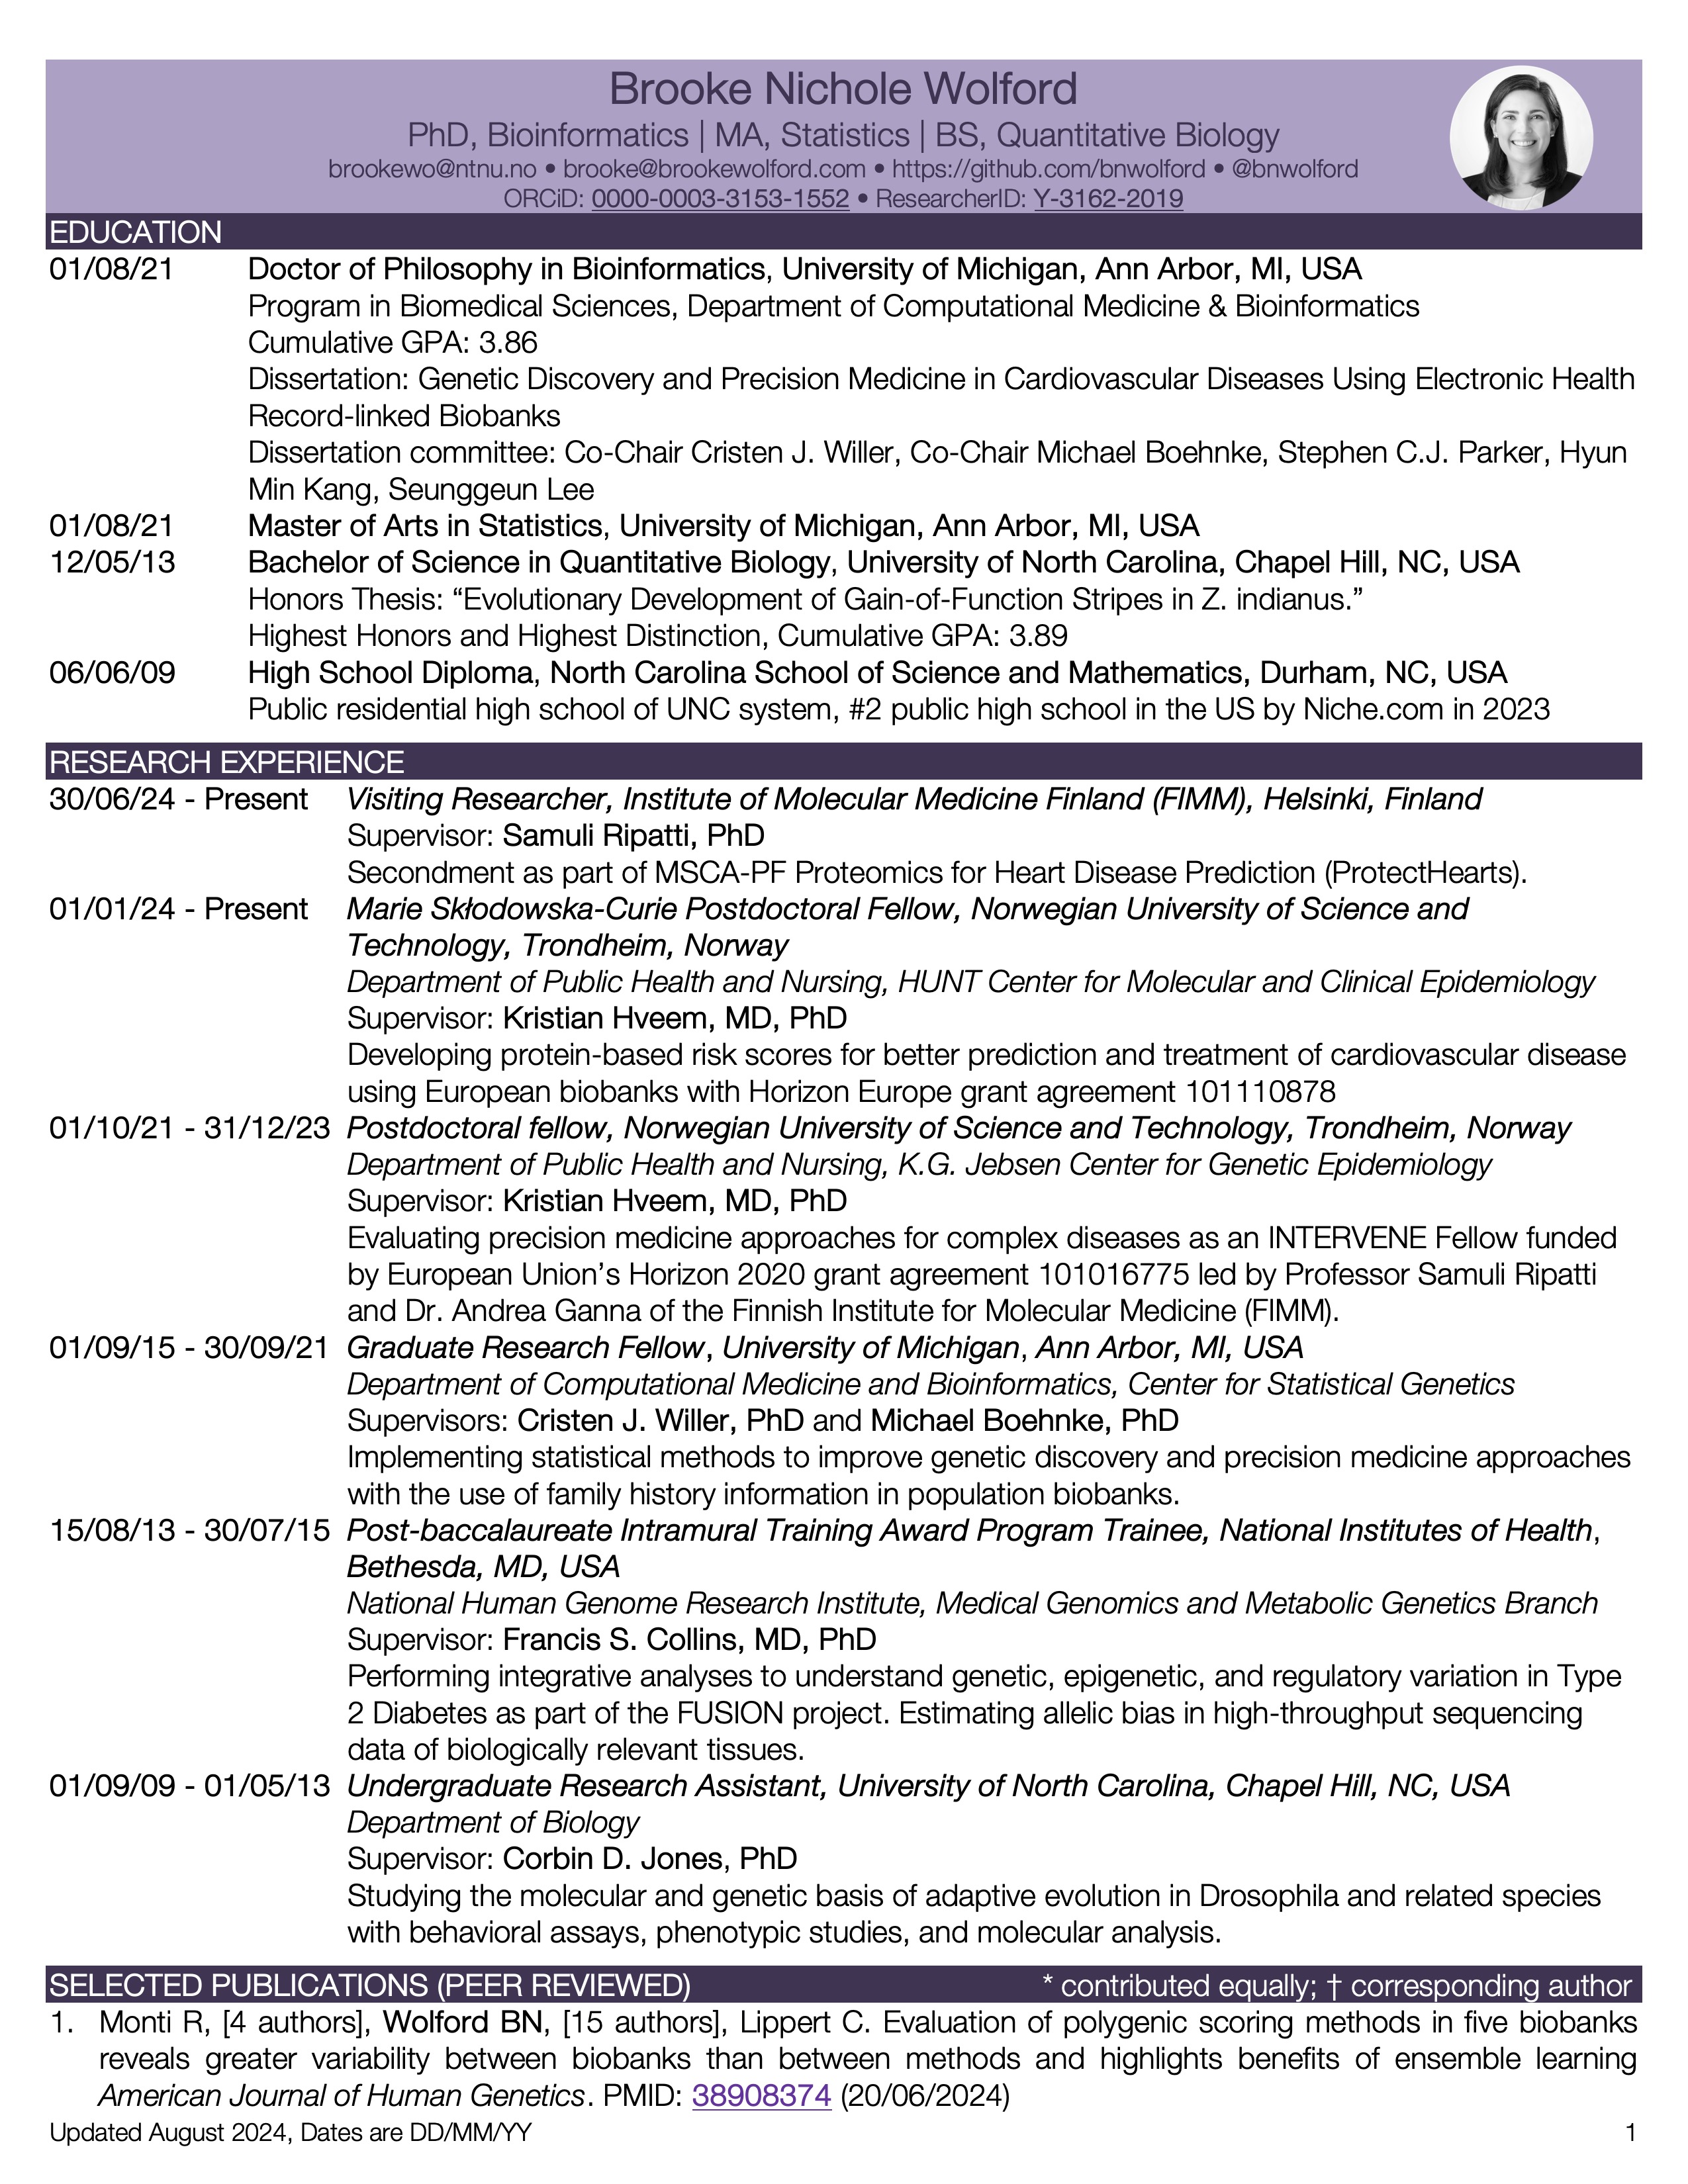 Brooke Nichole Wolford
PhD, Bioinformatics | MA, Statistics | BS, Quantitative Biology
brookewo@ntnu.no • brooke@brookewolford.com • https://github.com/bnwolford • @bnwolford
ORCiD: 0000-0003-3153-1552 • ResearcherID: Y-3162-2019
EDUCATION
01/08/21 Doctor of Philosophy in Bioinformatics, University of Michigan, Ann Arbor, MI, USA
Program in Biomedical Sciences, Department of Computational Medicine & Bioinformatics
Cumulative GPA: 3.86
Dissertation: Genetic Discovery and Precision Medicine in Cardiovascular Diseases Using Electronic Health
Record-linked Biobanks
Dissertation committee: Co-Chair Cristen J. Willer, Co-Chair Michael Boehnke, Stephen C.J. Parker, Hyun
Min Kang, Seunggeun Lee
01/08/21 Master of Arts in Statistics, University of Michigan, Ann Arbor, MI, USA
12/05/13 Bachelor of Science in Quantitative Biology, University of North Carolina, Chapel Hill, NC, USA
Honors Thesis: “Evolutionary Development of Gain-of-Function Stripes in Z. indianus.”
Highest Honors and Highest Distinction, Cumulative GPA: 3.89
06/06/09 High School Diploma, North Carolina School of Science and Mathematics, Durham, NC, USA
Public residential high school of UNC system, #2 public high school in the US by Niche.com in 2023
RESEARCH EXPERIENCE
30/06/24 - Present Visiting Researcher, Institute of Molecular Medicine Finland (FIMM), Helsinki, Finland
Supervisor: Samuli Ripatti, PhD
Secondment as part of MSCA-PF Proteomics for Heart Disease Prediction (ProtectHearts).
01/01/24 - Present Marie Skłodowska-Curie Postdoctoral Fellow, Norwegian University of Science and
Technology, Trondheim, Norway
Department of Public Health and Nursing, HUNT Center for Molecular and Clinical Epidemiology
Supervisor: Kristian Hveem, MD, PhD
Developing protein-based risk scores for better prediction and treatment of cardiovascular disease
using European biobanks with Horizon Europe grant agreement 101110878
01/10/21 - 31/12/23 Postdoctoral fellow, Norwegian University of Science and Technology, Trondheim, Norway
Department of Public Health and Nursing, K.G. Jebsen Center for Genetic Epidemiology
Supervisor: Kristian Hveem, MD, PhD
Evaluating precision medicine approaches for complex diseases as an INTERVENE Fellow funded
by European Union’s Horizon 2020 grant agreement 101016775 led by Professor Samuli Ripatti
and Dr. Andrea Ganna of the Finnish Institute for Molecular Medicine (FIMM).
01/09/15 - 30/09/21 Graduate Research Fellow, University of Michigan, Ann Arbor, MI, USA
Department of Computational Medicine and Bioinformatics, Center for Statistical Genetics
Supervisors: Cristen J. Willer, PhD and Michael Boehnke, PhD
Implementing statistical methods to improve genetic discovery and precision medicine approaches
with the use of family history information in population biobanks.
15/08/13 - 30/07/15 Post-baccalaureate Intramural Training Award Program Trainee, National Institutes of Health,
Bethesda, MD, USA
National Human Genome Research Institute, Medical Genomics and Metabolic Genetics Branch
Supervisor: Francis S. Collins, MD, PhD
Performing integrative analyses to understand genetic, epigenetic, and regulatory variation in Type
2 Diabetes as part of the FUSION project. Estimating allelic bias in high-throughput sequencing
data of biologically relevant tissues.
01/09/09 - 01/05/13 Undergraduate Research Assistant, University of North Carolina, Chapel Hill, NC, USA
Department of Biology
Supervisor: Corbin D. Jones, PhD
Studying the molecular and genetic basis of adaptive evolution in Drosophila and related species
with behavioral assays, phenotypic studies, and molecular analysis.
SELECTED PUBLICATIONS (PEER REVIEWED) * contributed equally; † corresponding author
1. Monti R, [4 authors], Wolford BN, [15 authors], Lippert C. Evaluation of polygenic scoring methods in five biobanks
reveals greater variability between biobanks than between methods and highlights benefits of ensemble learning
American Journal of Human Genetics. PMID: 38908374 (20/06/2024)
Updated August 2024, Dates are DD/MM/YY 1